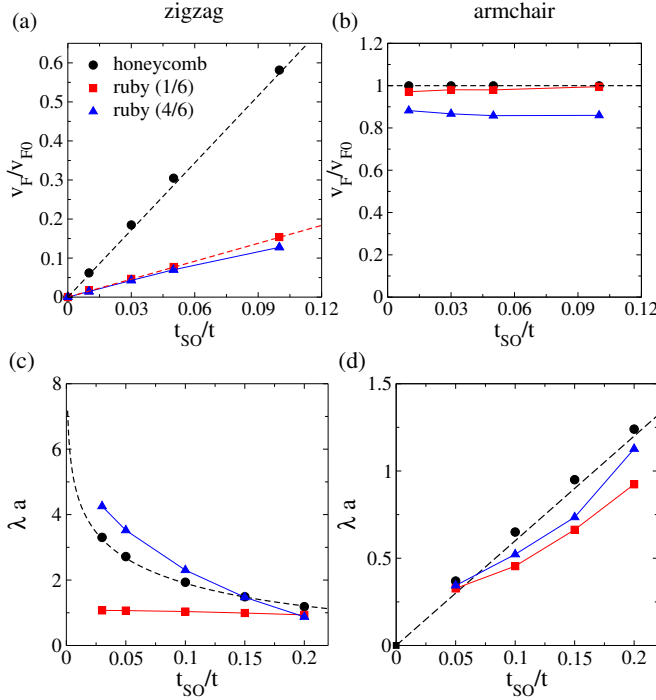 zigzag
armchair
(a)
honeycomb
ruby (1/6)
ruby (4/6)
0.6
0.5
0.4
0.3
0.2
0.1
0
v_F/v_F0
0 0.03 0.06 0.09 0.12
t_SO/t
(b)
1.2
1
0.8
0.6
0.4
0.2
0
v_F/v_F0
0 0.03 0.06 0.09 0.12
t_SO/t
(c)
8
6
4
2
0
λ a
0 0.05 0.1 0.15 0.2
t_SO/t
(d)
1.5
1
0.5
0
λ a
0 0.05 0.1 0.15 0.2
t_SO/t